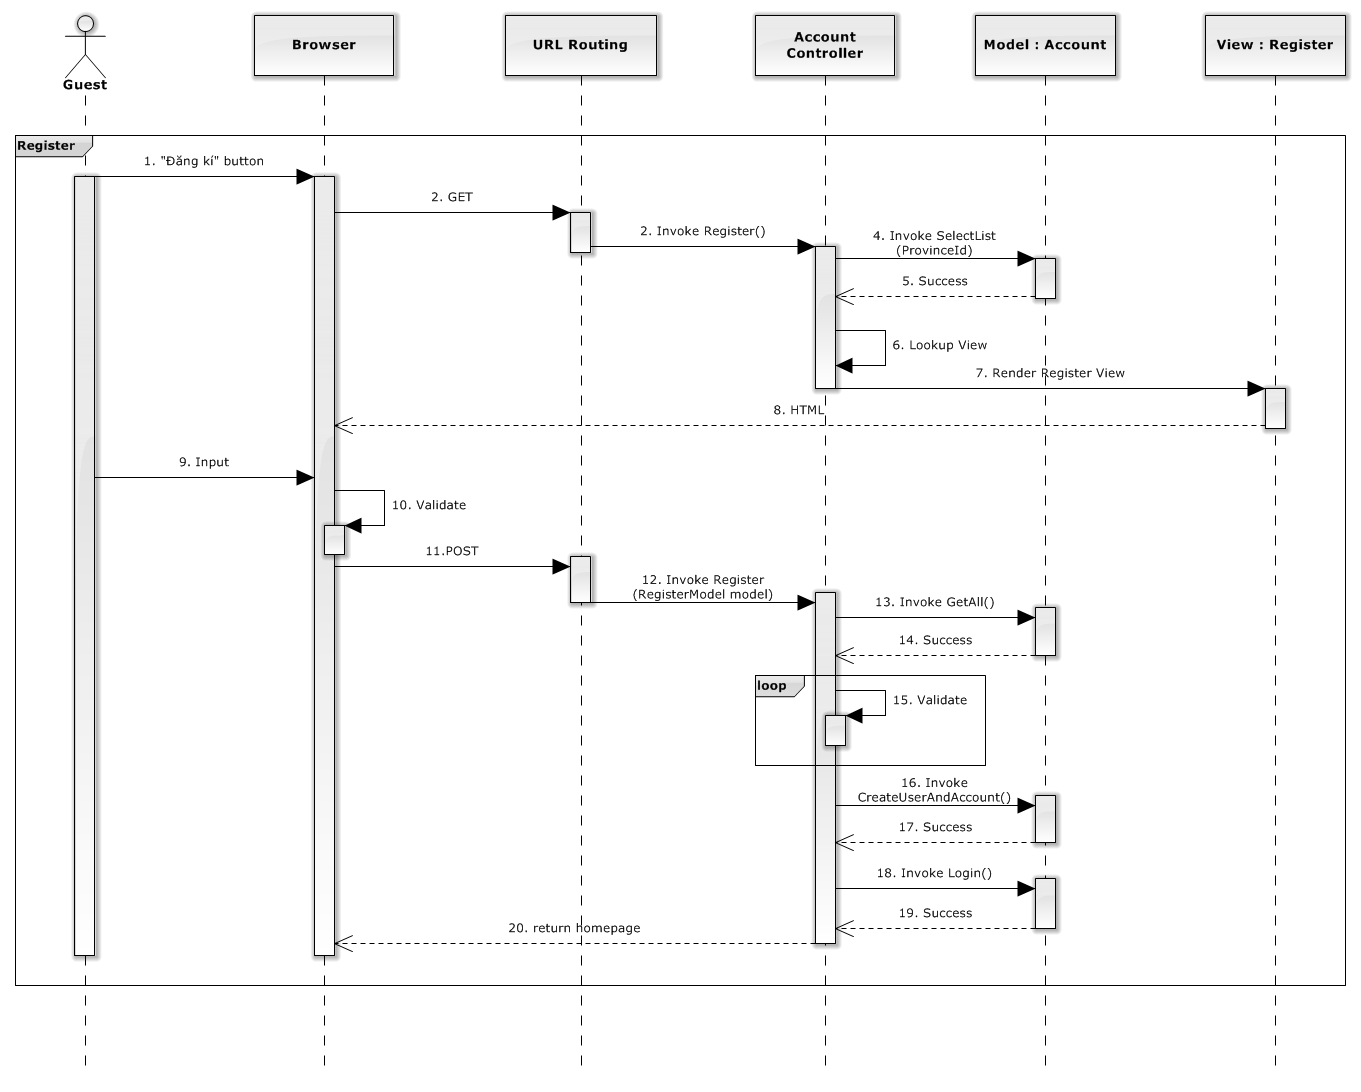 Guest
Browser
URL Routing
Account
Controller
Model : Account
View : Register
Register
1. "Đăng kí" button
2. GET
2. Invoke Register()
4. Invoke SelectList
(ProvinceId)
5. Success
6. Lookup View
7. Render Register View
8. HTML
9. Input
10. Validate
11.POST
12. Invoke Register
(RegisterModel model)
13. Invoke GetAll()
14. Success
loop
15. Validate
16. Invoke
CreateUserAndAccount()
17. Success
18. Invoke Login()
19. Success
20. return homepage